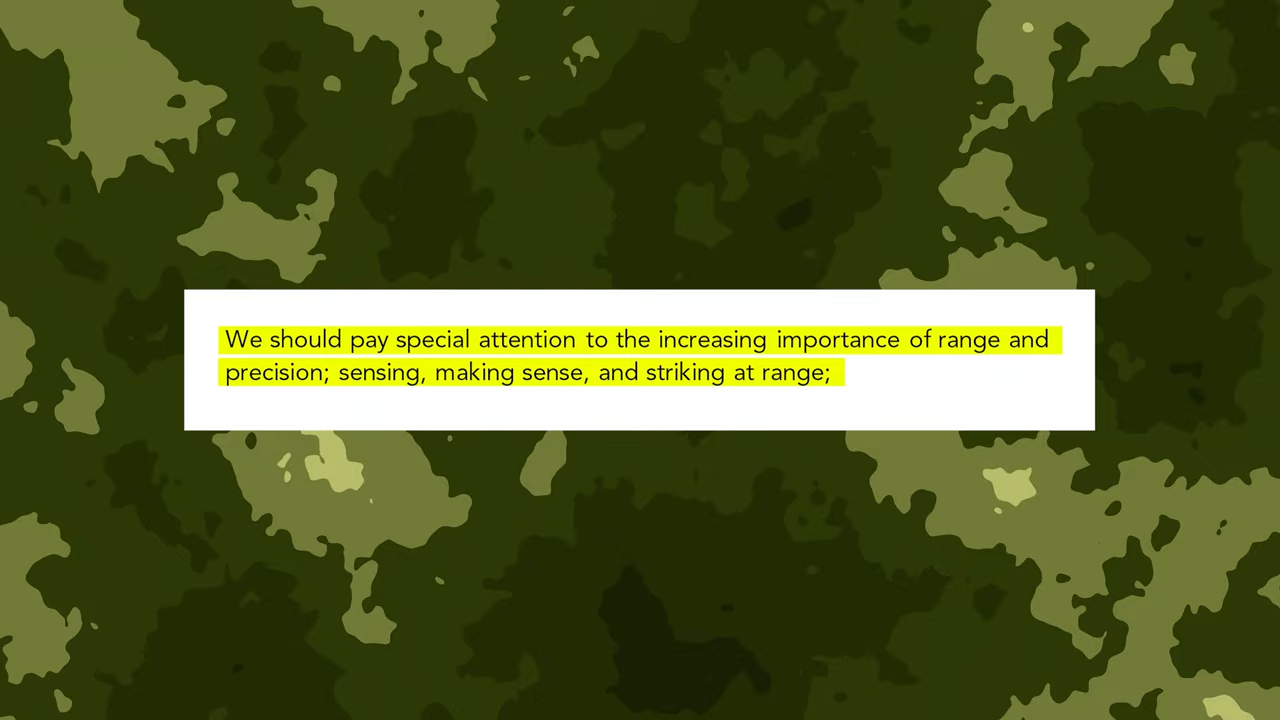 We should pay special attention to the increasing importance of range and
precision; sensing, making sense, and striking at range;